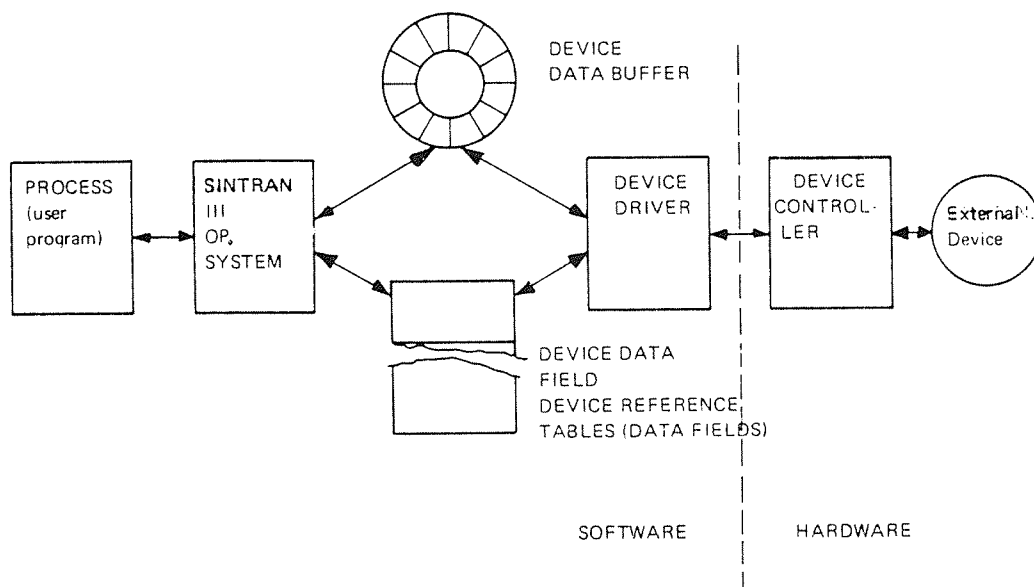 DEVICE
DATA BUFFER
PROCESS
(user
program)
SINTRAN
III
OP.
SYSTEM
DEVICE
DRIVER
DEVICE
CONTROL-
LER
External
Device
DEVICE DATA
FIELD
DEVICE REFERENCE
TABLES (DATA FIELDS)
SOFTWARE
HARDWARE